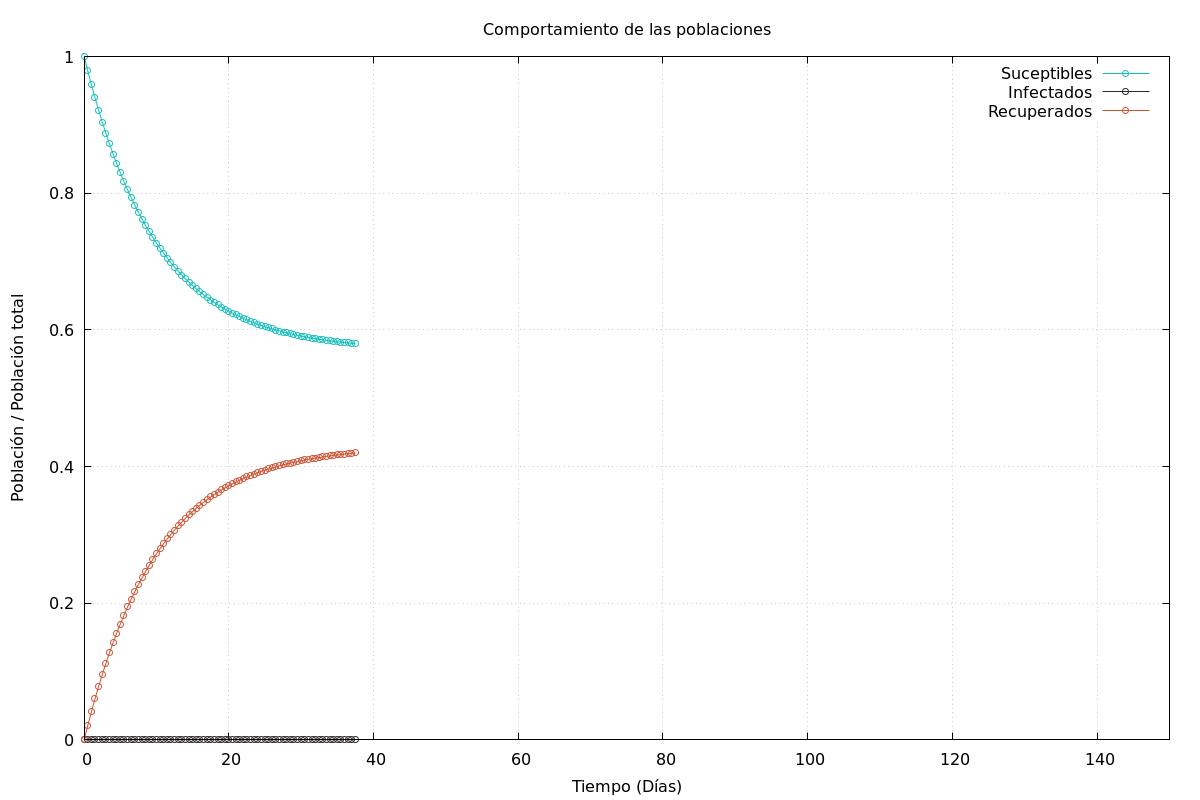 Comportamiento de las poblaciones
Suceptibles
Infectados
Recuperados
1
0.8
0.6
0.4
0.2
0
Población / Población total
0 20 40 60 80 100 120 140
Tiempo (Días)